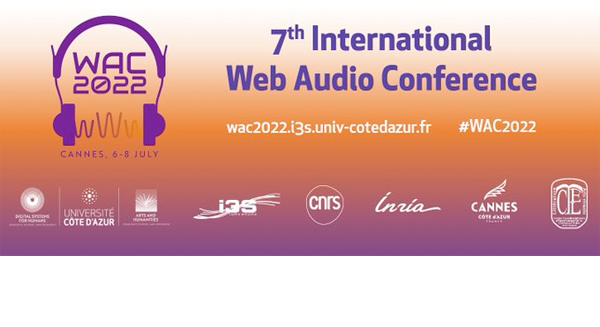 7th International
Web Audio Conference
WAC
2022
wWw
CANNES, 6-8 JULY
wac2022.i3s.univ-cotedazur.fr #WAC2022
DIGITAL SYSTEMS
FOR HUMANS
UNIVERSITÉ
CÔTE D'AZUR
ARTS AND
HUMANITIES
i3S
cnrs
Inria
CANNES
CÔTE D'AZUR
FRANCE